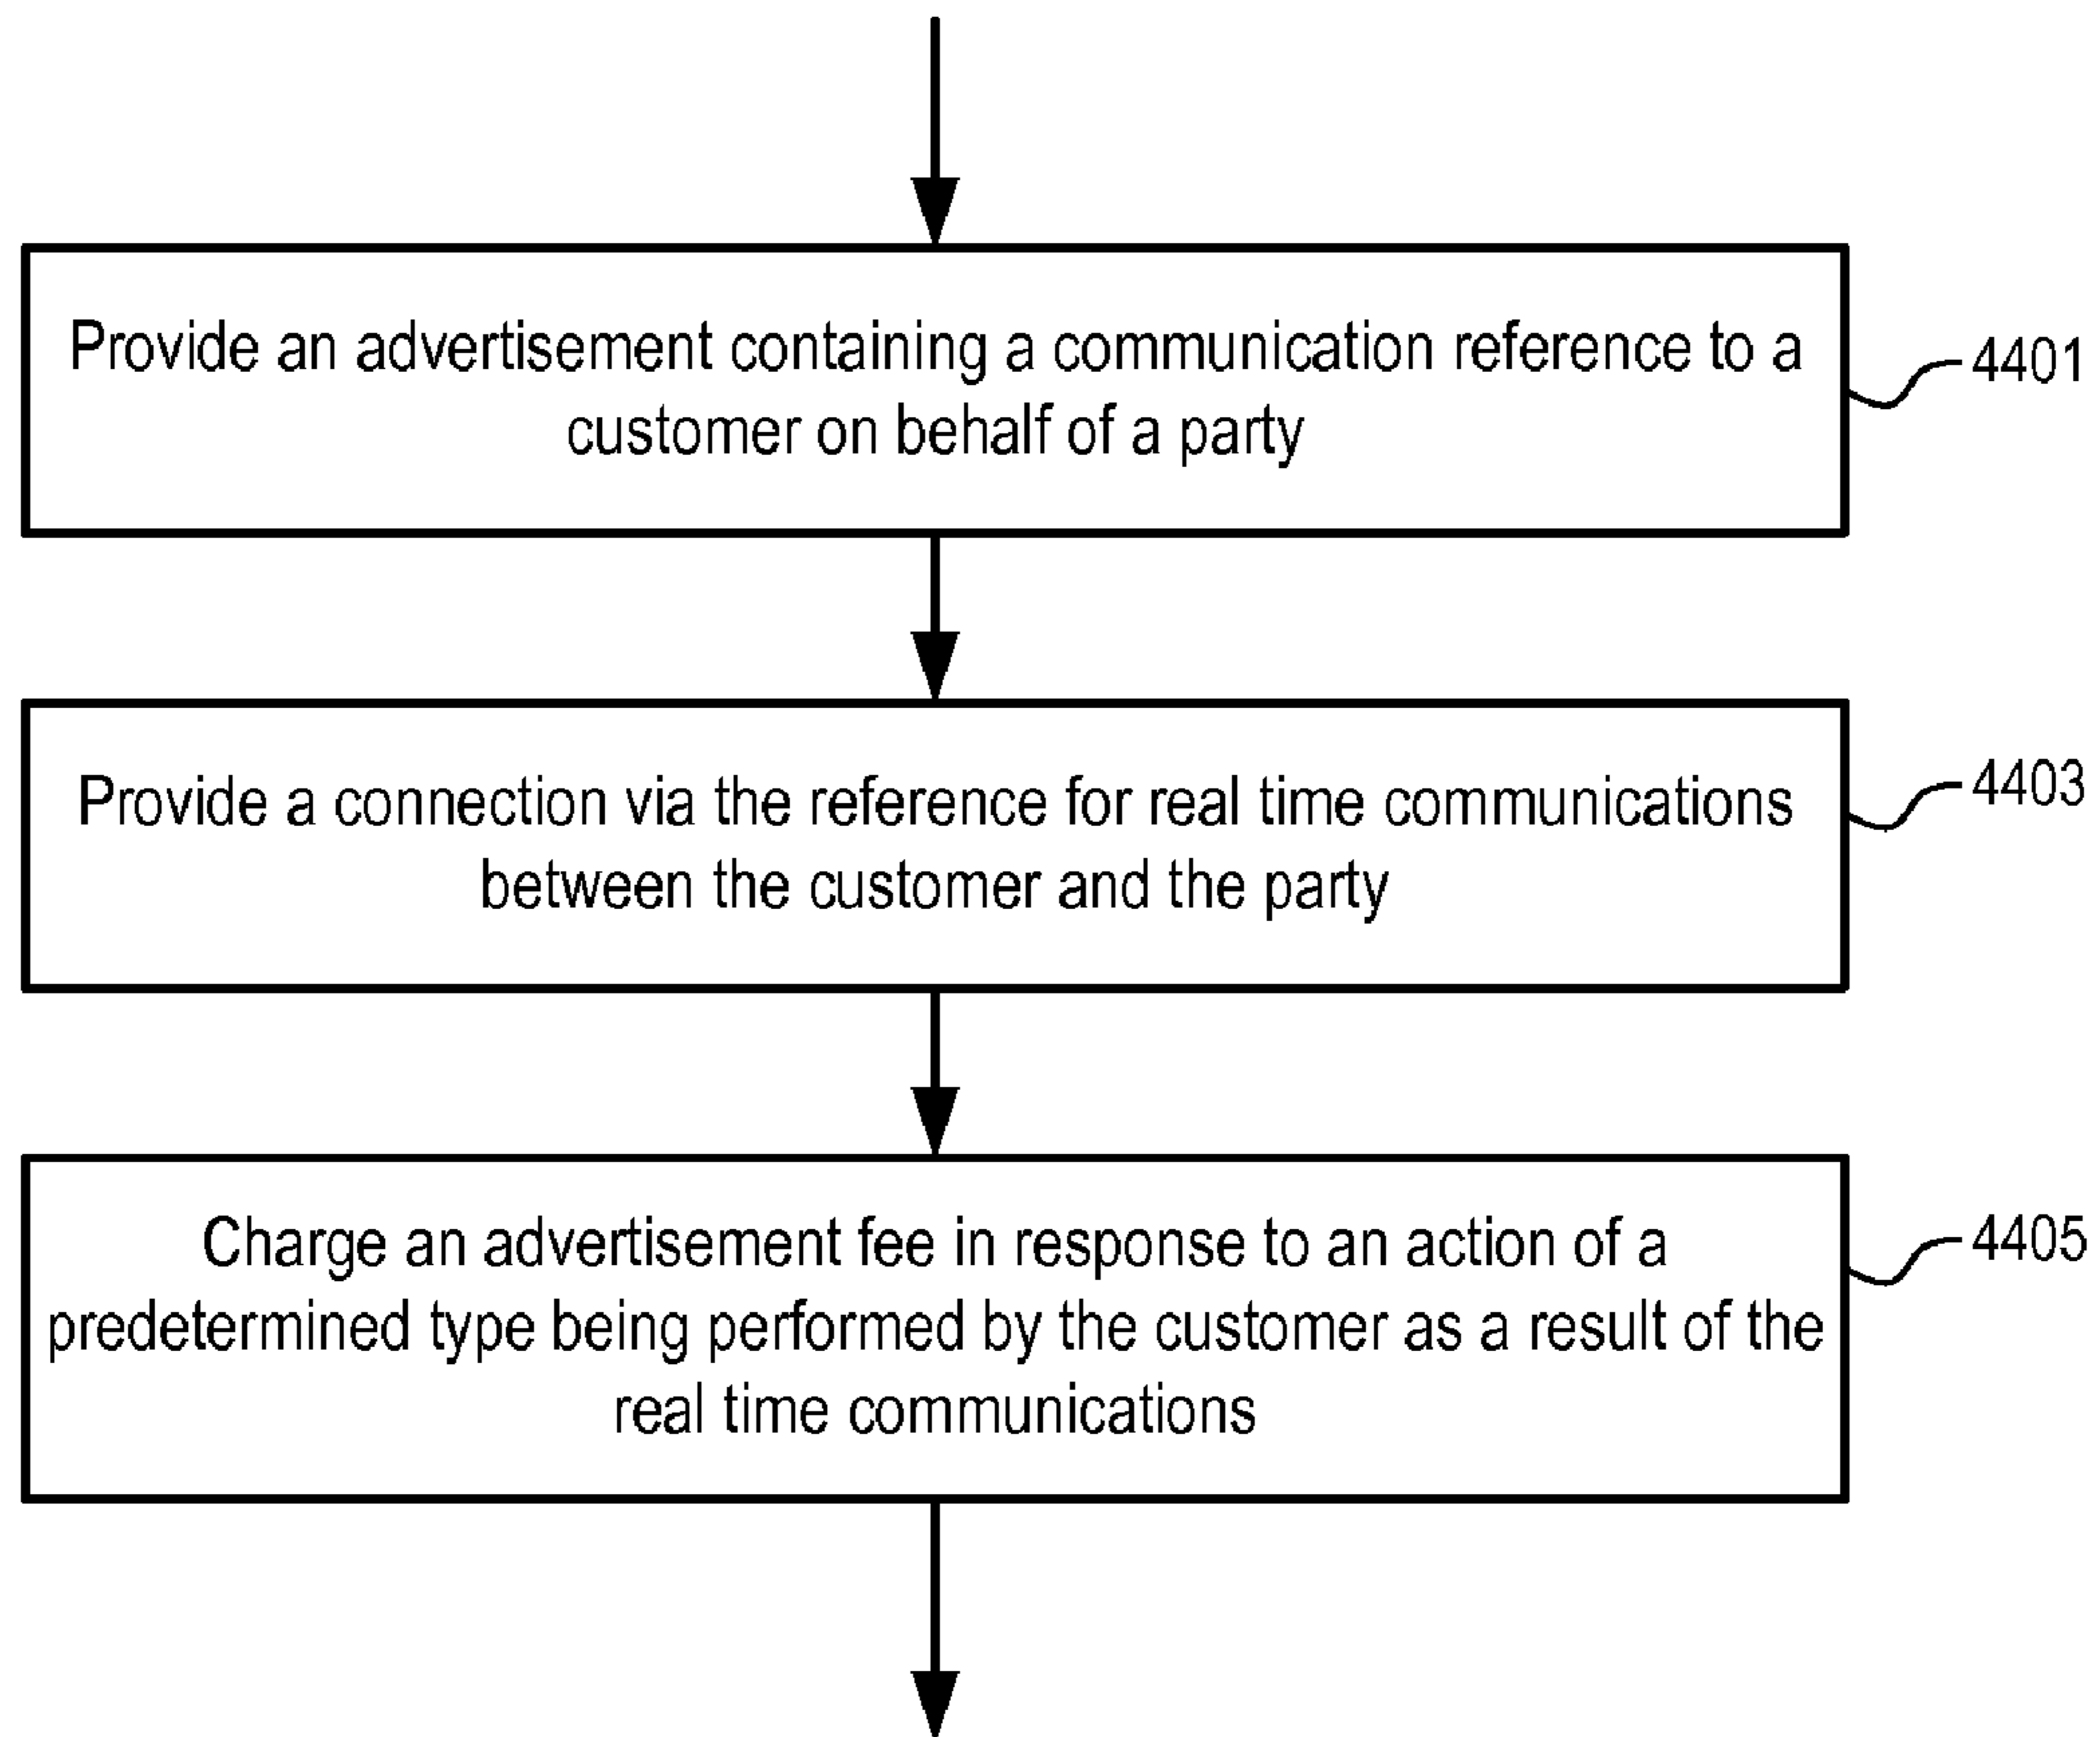 Provide an advertisement containing a communication reference to a
customer on behalf of a party
4401
Provide a connection via the reference for real time communications
between the customer and the party
4403
Charge an advertisement fee in response to an action of a
predetermined type being performed by the customer as a result of the
real time communications
4405